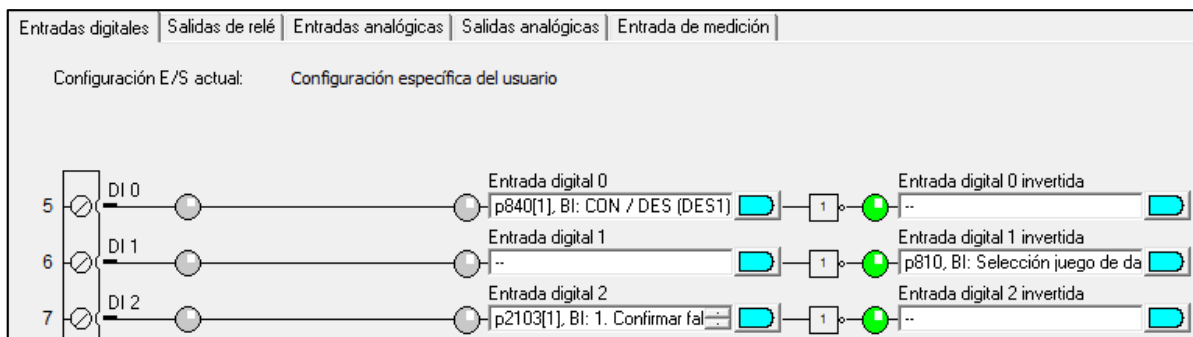 Entradas digitales Salidas de relé Entradas analógicas Salidas analógicas Entrada de medición
Configuración E/S actual: Configuración específica del usuario
Entrada digital 0 Entrada digital 0 invertida
5 DI 0 p840[1], BI: CON / DES (DES1) 1 --
Entrada digital 1 Entrada digital 1 invertida
6 DI 1 -- 1 p810, BI: Selección juego de da
Entrada digital 2 Entrada digital 2 invertida
7 DI 2 p2103[1], BI: 1. Confirmar fal 1 --